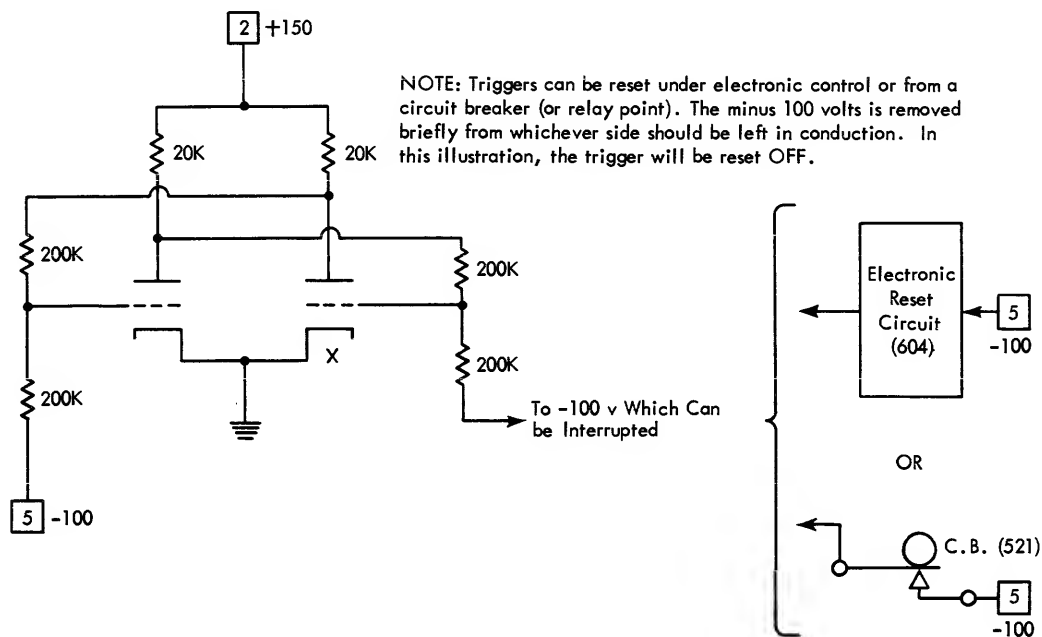 2 +150
NOTE: Triggers can be reset under electronic control or from a
circuit breaker (or relay point). The minus 100 volts is removed
briefly from whichever side should be left in conduction. In
this illustration, the trigger will be reset OFF.
20K
20K
200K
200K
X
200K
200K
To -100 v Which Can
be Interrupted
5 -100
Electronic
Reset
Circuit
(604)
5
-100
OR
C.B. (521)
5
-100